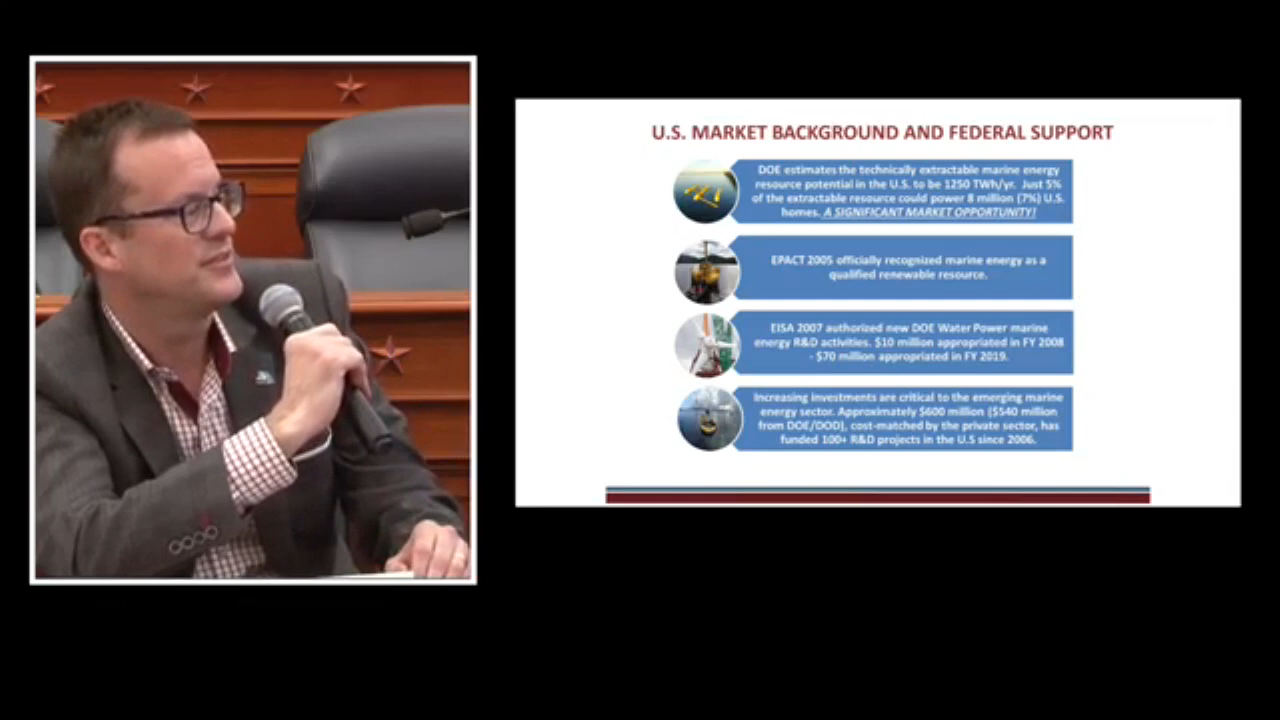 U.S. MARKET BACKGROUND AND FEDERAL SUPPORT
DOE estimates the technically extractable marine energy
resource potential in the U.S. to be 1250 TWh/yr. Just 5%
of the extractable resource could power 8 million (7%) U.S.
homes. A SIGNIFICANT MARKET OPPORTUNITY!
EPACT 2005 officially recognized marine energy as a
qualified renewable resource.
EISA 2007 authorized new DOE Water Power marine
energy R&D activities. $10 million appropriated in FY 2008
- $70 million appropriated in FY 2019.
Increasing investments are critical to the emerging marine
energy sector. Approximately $600 million ($540 million
from DOE/DOD), cost-matched by the private sector, has
funded 100+ R&D projects in the U.S since 2006.